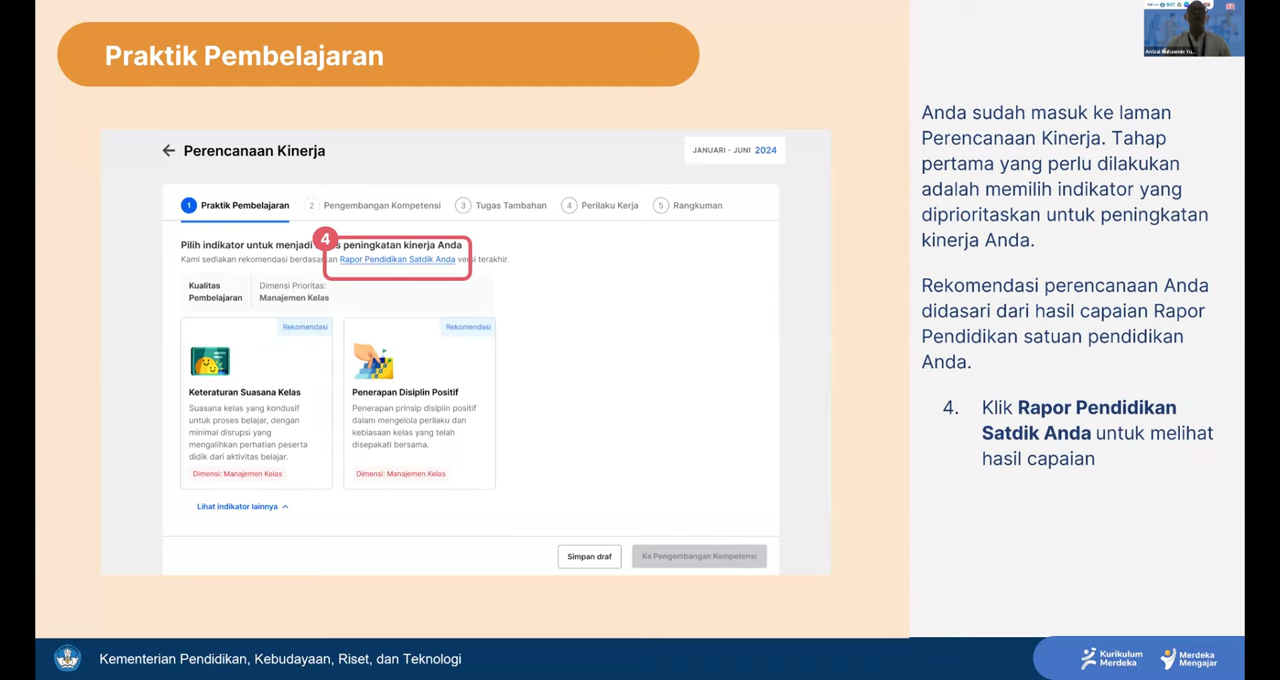 Praktik Pembelajaran
Perencanaan Kinerja
JANUARI - JUNI 2024
1 Praktik Pembelajaran
2 Pengembangan Kompetensi
3 Tugas Tambahan
4 Perilaku Kerja
5 Rangkuman
4
Pilih indikator untuk menjadi peningkatan kinerja Anda
Kami sediakan rekomendasi berdasarkan Rapor Pendidikan Satdik Anda versi terakhir.
Kualitas
Pembelajaran
Dimensi Prioritas:
Manajemen Kelas
Rekomendasi
Keteraturan Suasana Kelas
Suasana kelas yang kondusif
untuk proses belajar, dengan
minimal disrupsi yang
mengalihkan perhatian peserta
didik dari aktivitas belajar.
Dimensi: Manajemen Kelas
Rekomendasi
Penerapan Disiplin Positif
Penerapan prinsip disiplin positif
dalam mengelola perilaku dan
kebiasaan kelas yang telah
disepakati bersama.
Dimensi: Manajemen Kelas
Lihat indikator lainnya
Simpan draf
Ke Pengembangan Kompetensi
Anda sudah masuk ke laman
Perencanaan Kinerja. Tahap
pertama yang perlu dilakukan
adalah memilih indikator yang
diprioritaskan untuk peningkatan
kinerja Anda.
Rekomendasi perencanaan Anda
didasari dari hasil capaian Rapor
Pendidikan satuan pendidikan
Anda.
4. Klik Rapor Pendidikan
Satdik Anda untuk melihat
hasil capaian
Kementerian Pendidikan, Kebudayaan, Riset, dan Teknologi
Kurikulum
Merdeka
Merdeka
Mengajar